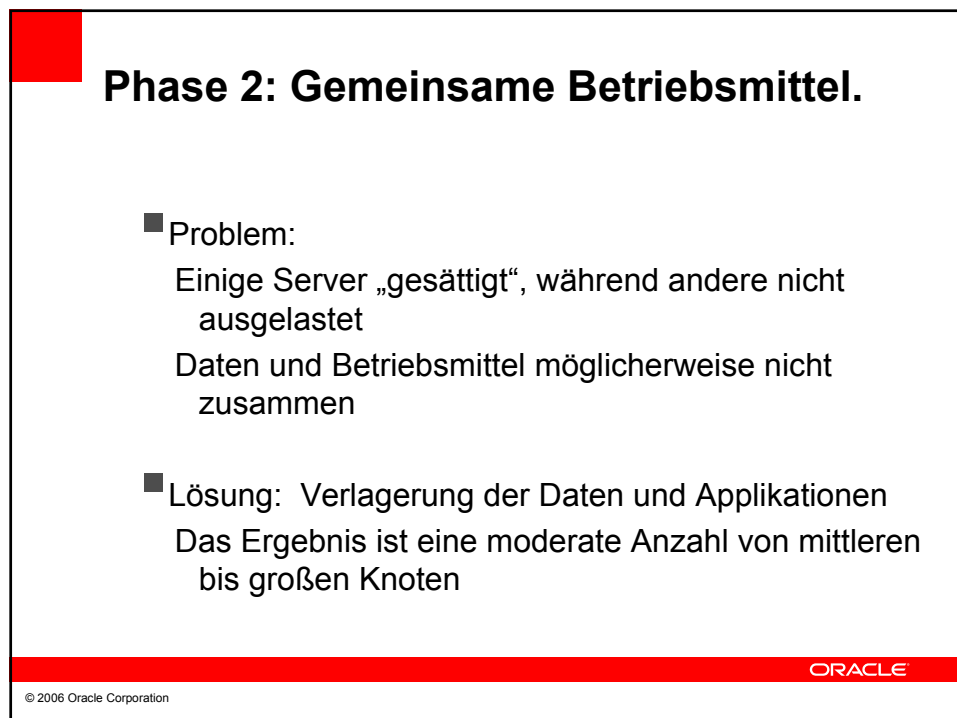 Phase 2: Gemeinsame Betriebsmittel.
Problem:
Einige Server „gesättigt“, während andere nicht
ausgelastet
Daten und Betriebsmittel möglicherweise nicht
zusammen
Lösung:  Verlagerung der Daten und Applikationen
Das Ergebnis ist eine moderate Anzahl von mittleren
bis großen Knoten
ORACLE
© 2006 Oracle Corporation